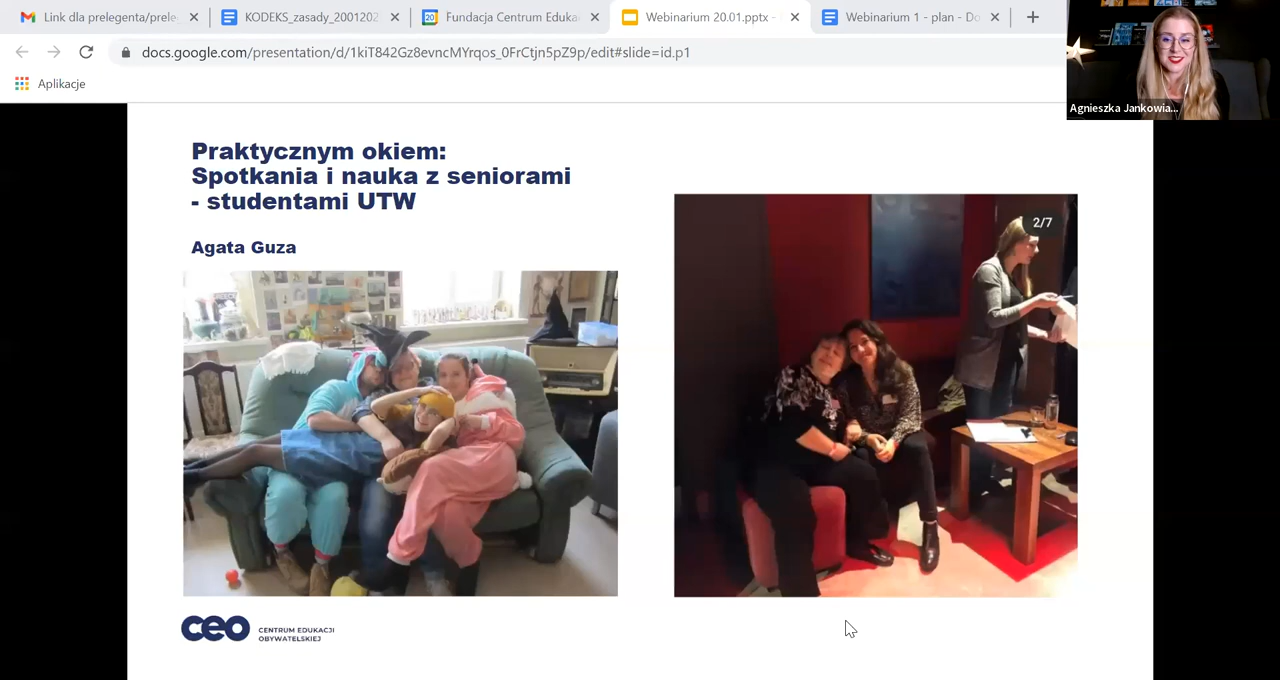 Link dla prelegenta/prele
KODEKS_zasady_2001202
Fundacja Centrum Eduka
Webinarium 20.01.pptx -
Webinarium 1 - plan - Do
docs.google.com/presentation/d/1kiT842Gz8evncMYrqos_0FrCtjn5pZ9p/edit#slide=id.p1
Aplikacje
Agnieszka Jankowia...
Praktycznym okiem:
Spotkania i nauka z seniorami
- studentami UTW
Agata Guza
2/7
ceo
CENTRUM EDUKACJI
OBYWATELSKIEJ